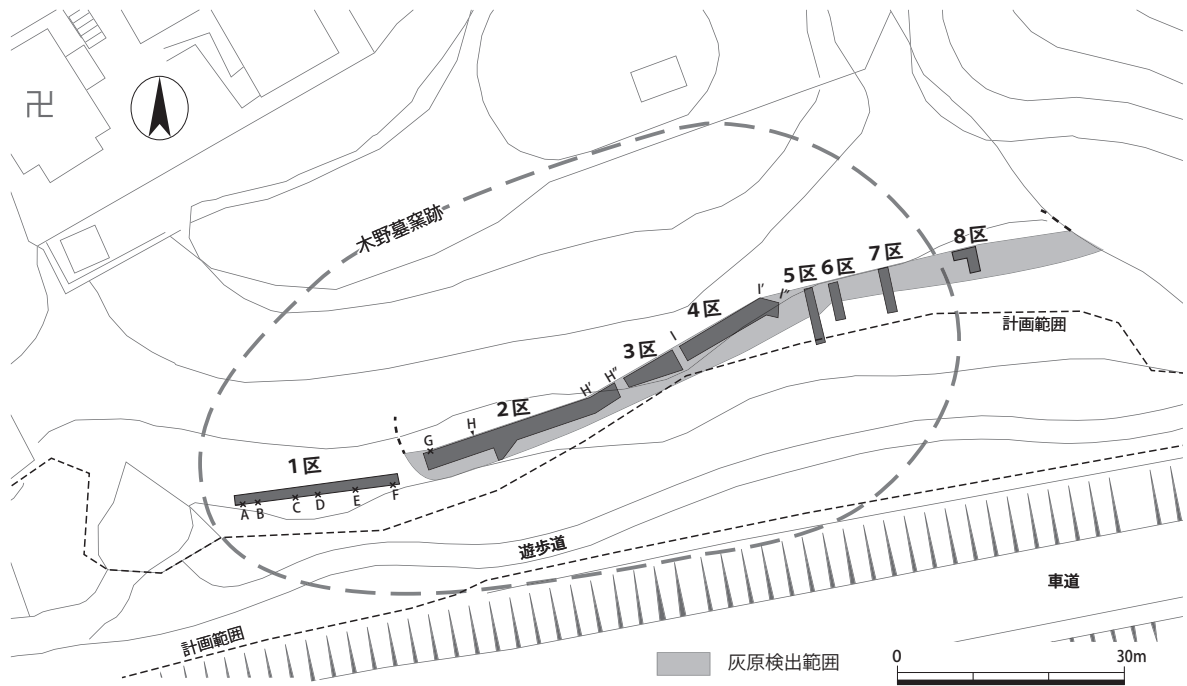 卍
木野墓窯跡
8区
7区
6区
5区
I′
I″
4区
計画範囲
I
3区
H″
H′
2区
H
G
1区
A
B
C
D
E
F
遊歩道
車道
計画範囲
灰原検出範囲
0
30m